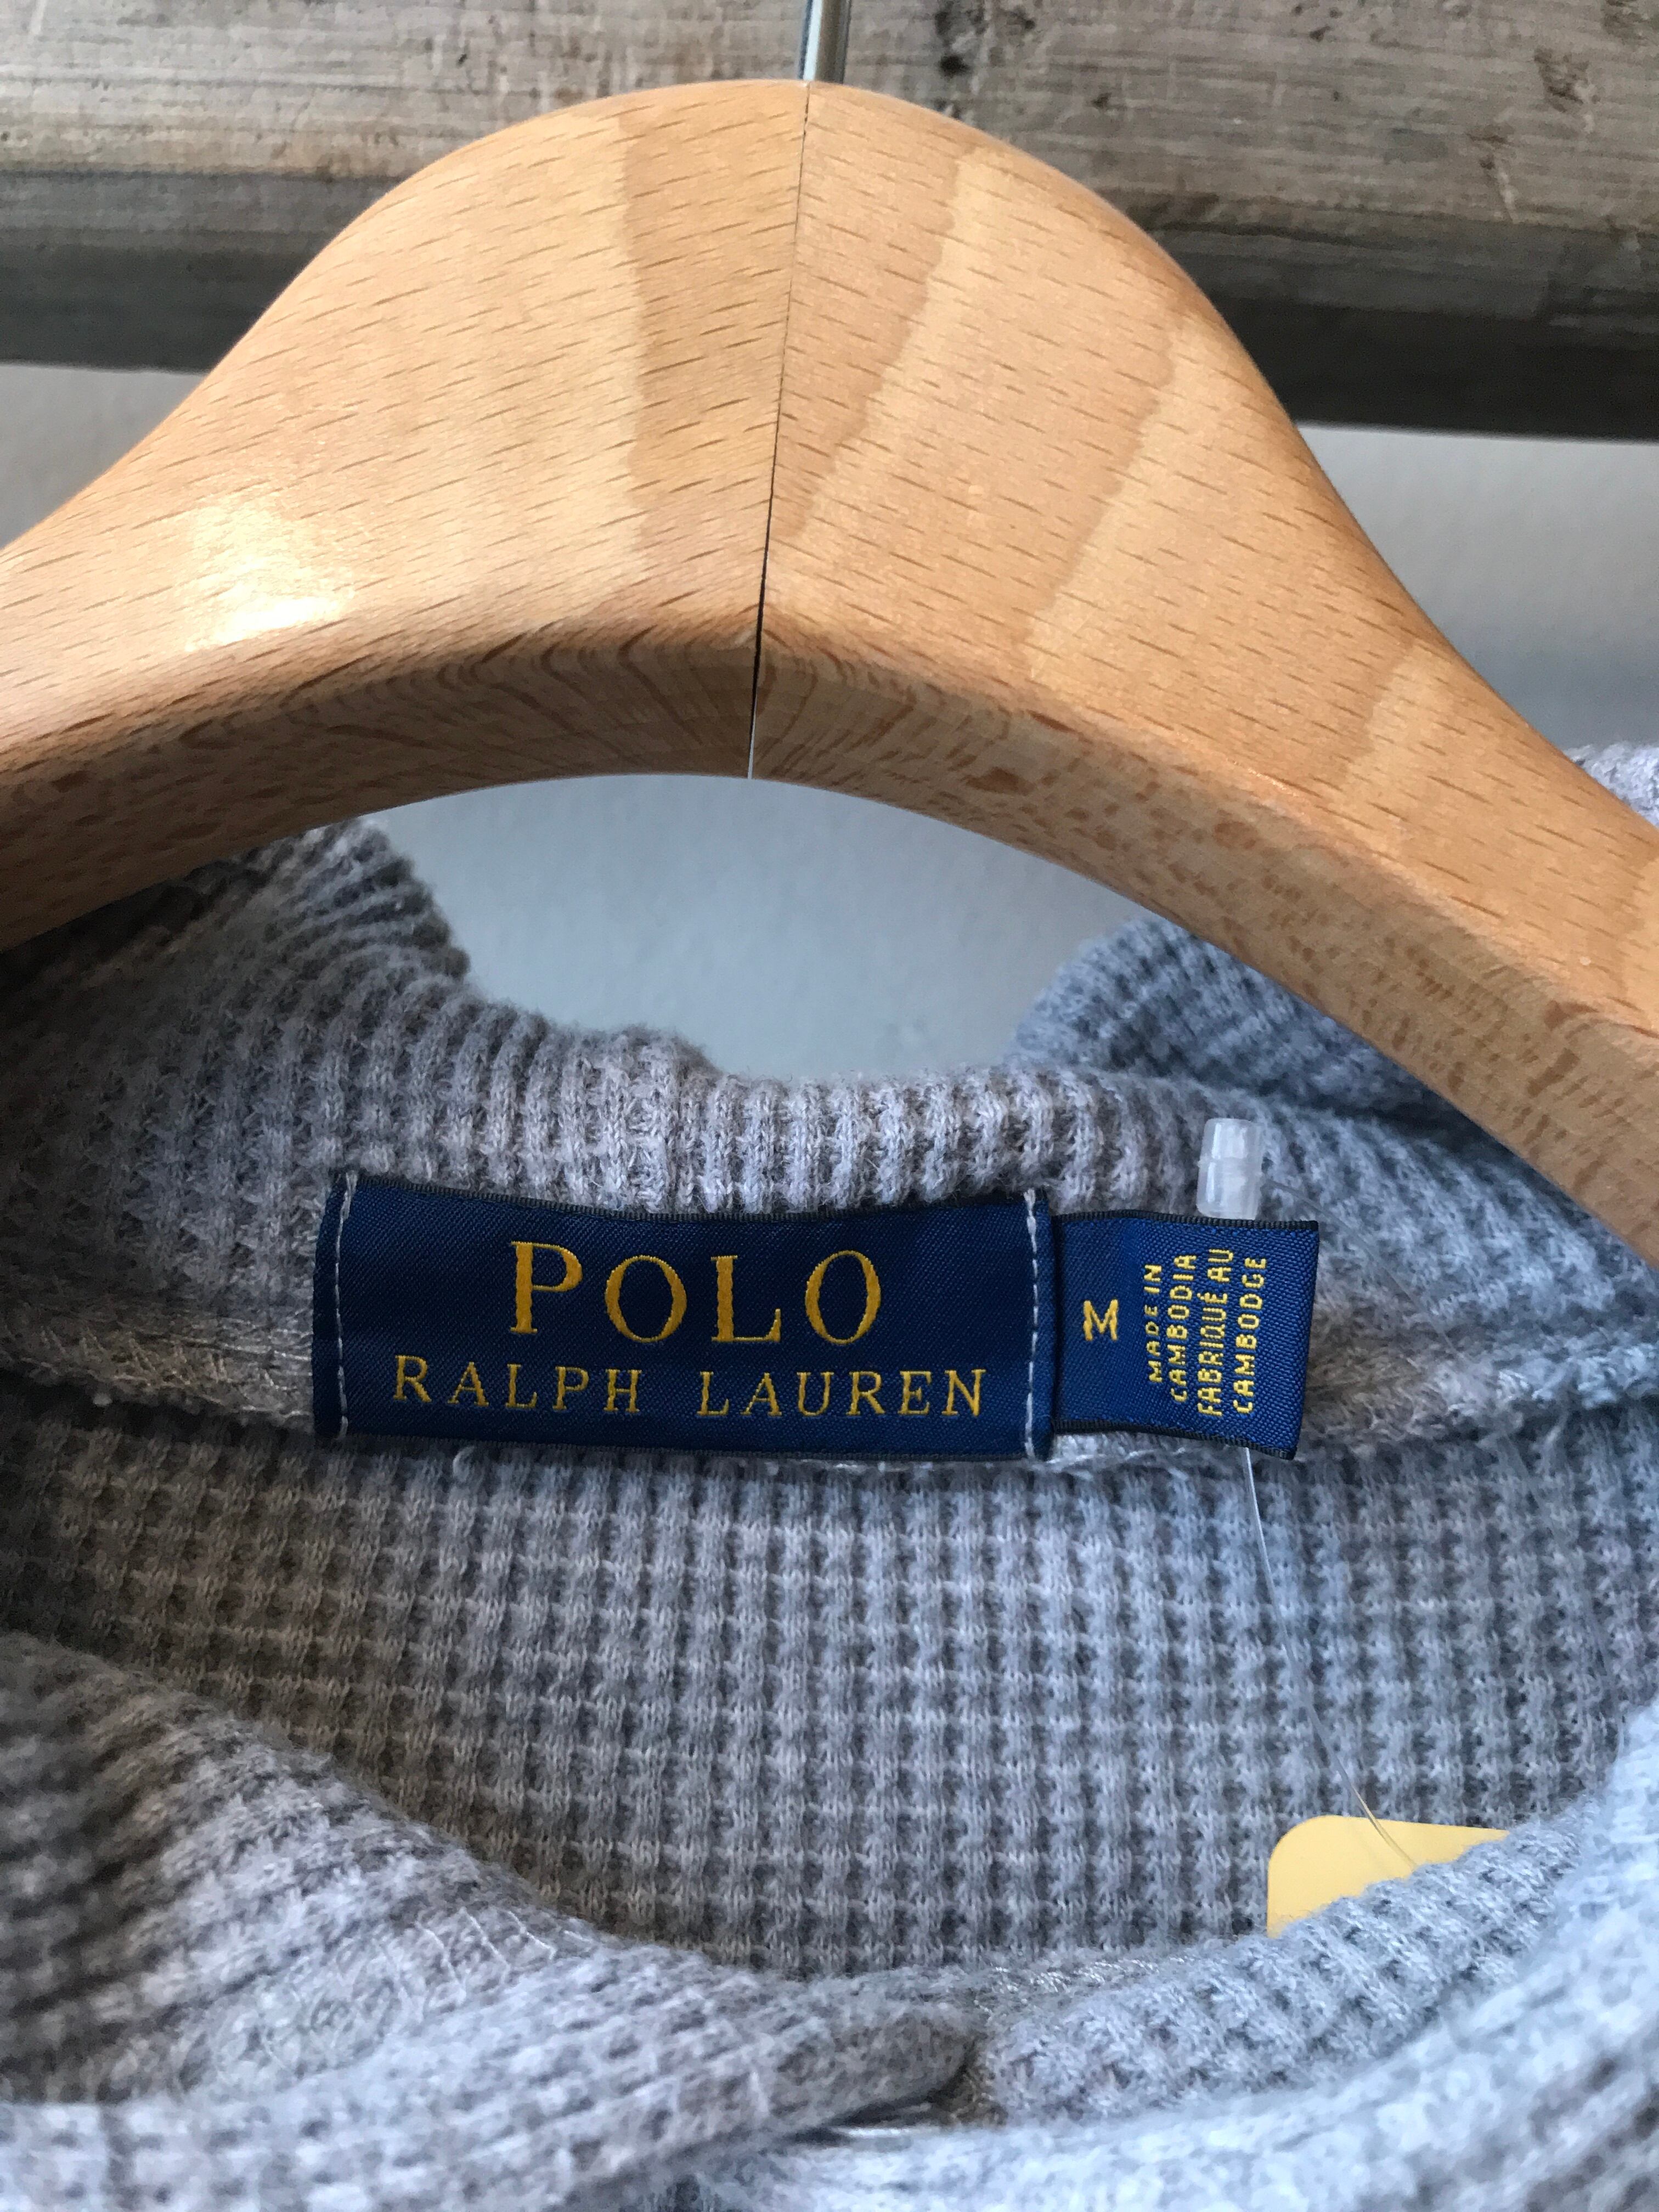 POLO
RALPH LAUREN
M
MADE IN
CAMBODIA
FABRIQUÉ AU
CAMBODGE